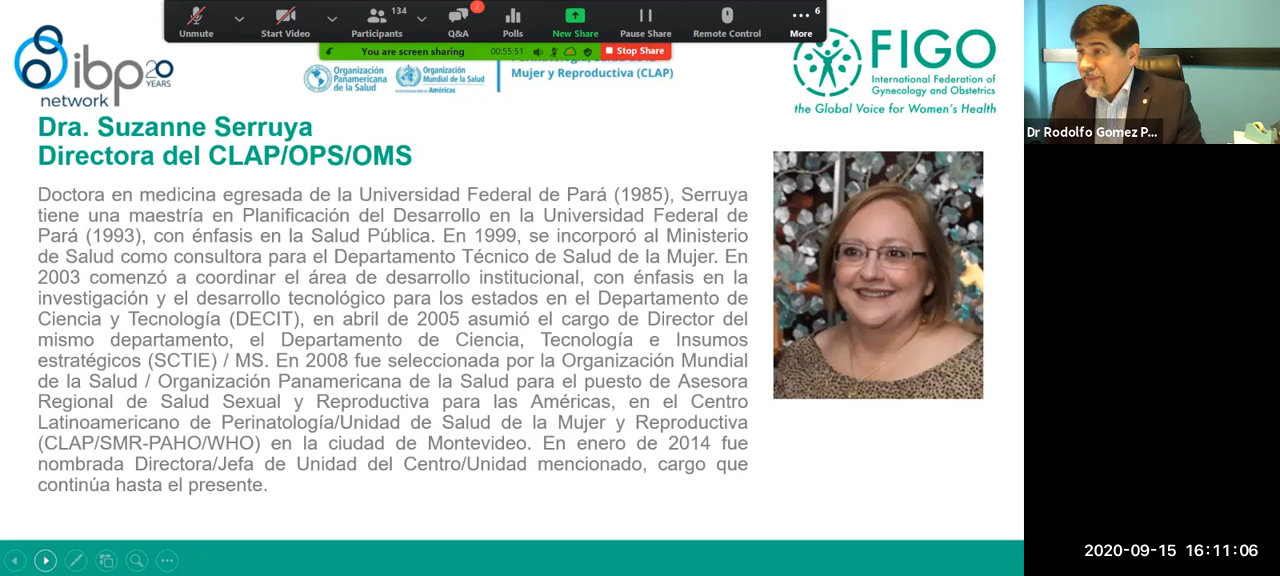 134
2
6
Unmute
Start Video
Participants
Q&A
Polls
New Share
Pause Share
Remote Control
More
You are screen sharing
00:55:51
Stop Share
ibp
20
YEARS
network
Organización
Panamericana
de la Salud
Organización
Mundial de la Salud
Américas
Mujer y Reproductiva (CLAP)
FIGO
International Federation of
Gynecology and Obstetrics
the Global Voice for Women's Health
Dr Rodolfo Gomez P...
Dra. Suzanne Serruya
Directora del CLAP/OPS/OMS
Doctora en medicina egresada de la Universidad Federal de Pará (1985), Serruya
tiene una maestría en Planificación del Desarrollo en la Universidad Federal de
Pará (1993), con énfasis en la Salud Pública. En 1999, se incorporó al Ministerio
de Salud como consultora para el Departamento Técnico de Salud de la Mujer. En
2003 comenzó a coordinar el área de desarrollo institucional, con énfasis en la
investigación y el desarrollo tecnológico para los estados en el Departamento de
Ciencia y Tecnología (DECIT), en abril de 2005 asumió el cargo de Director del
mismo departamento, el Departamento de Ciencia, Tecnología e Insumos
estratégicos (SCTIE) / MS. En 2008 fue seleccionada por la Organización Mundial
de la Salud / Organización Panamericana de la Salud para el puesto de Asesora
Regional de Salud Sexual y Reproductiva para las Américas, en el Centro
Latinoamericano de Perinatología/Unidad de Salud de la Mujer y Reproductiva
(CLAP/SMR-PAHO/WHO) en la ciudad de Montevideo. En enero de 2014 fue
nombrada Directora/Jefa de Unidad del Centro/Unidad mencionado, cargo que
continúa hasta el presente.
2020-09-15 16:11:06